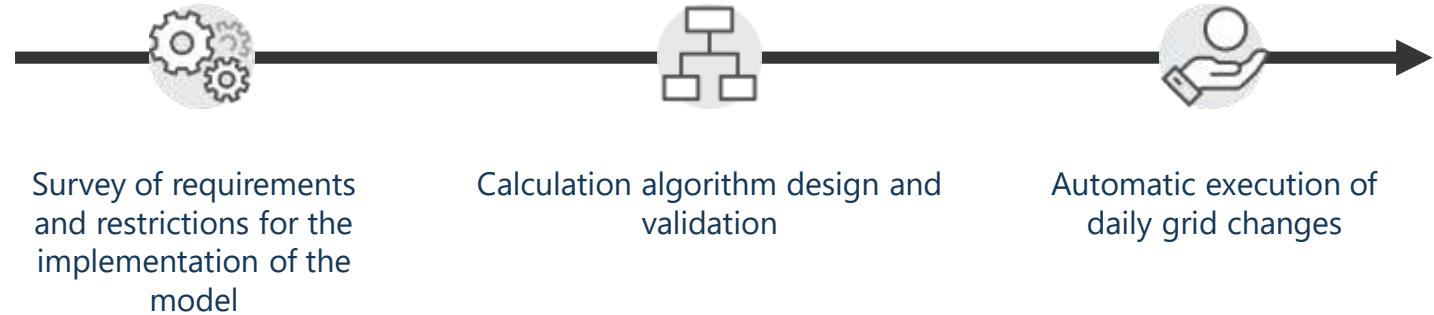 Survey of requirements
and restrictions for the
implementation of the
model
Calculation algorithm design and
validation
Automatic execution of
daily grid changes